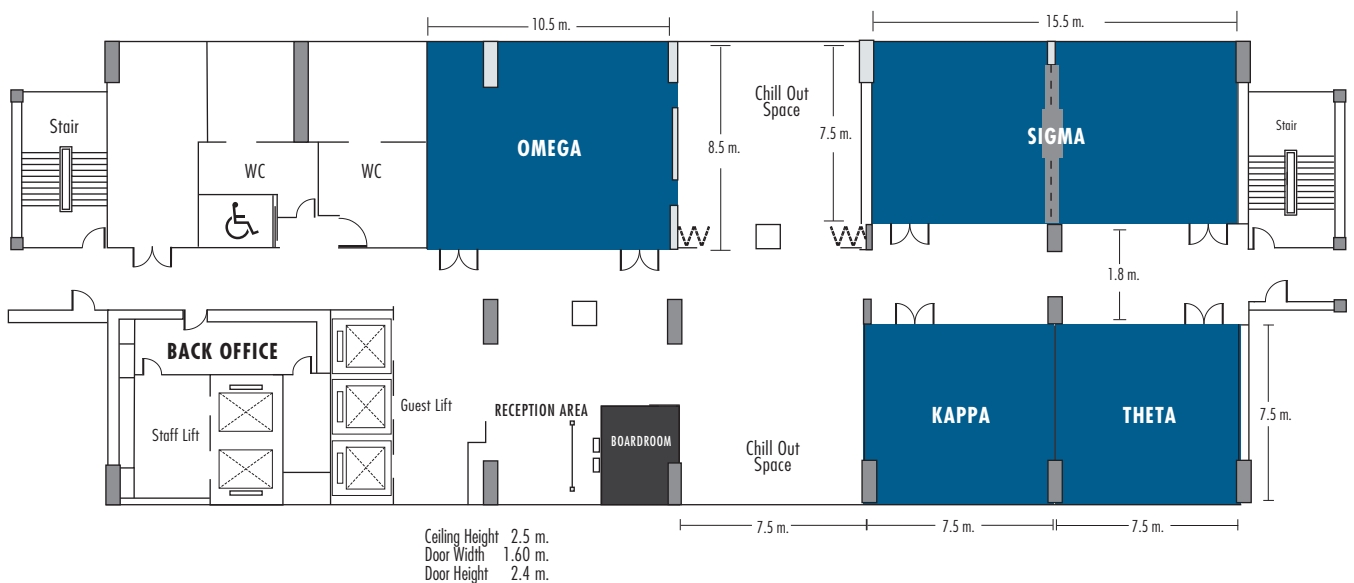 10.5 m.
15.5 m.
Chill Out
Space
Stair
OMEGA
8.5 m.
7.5 m.
SIGMA
Stair
WC
WC
1.8 m.
BACK OFFICE
Guest Lift
RECEPTION AREA
Staff Lift
BOARDROOM
Chill Out
Space
KAPPA
THETA
7.5 m.
7.5 m.
7.5 m.
7.5 m.
Ceiling Height 2.5 m.
Door Width 1.60 m.
Door Height 2.4 m.